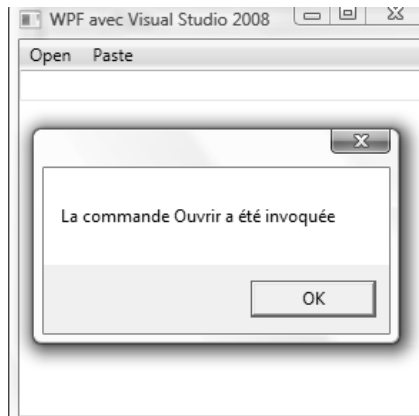 WPF avec Visual Studio 2008
Open Paste
La commande Ouvrir a été invoquée
OK